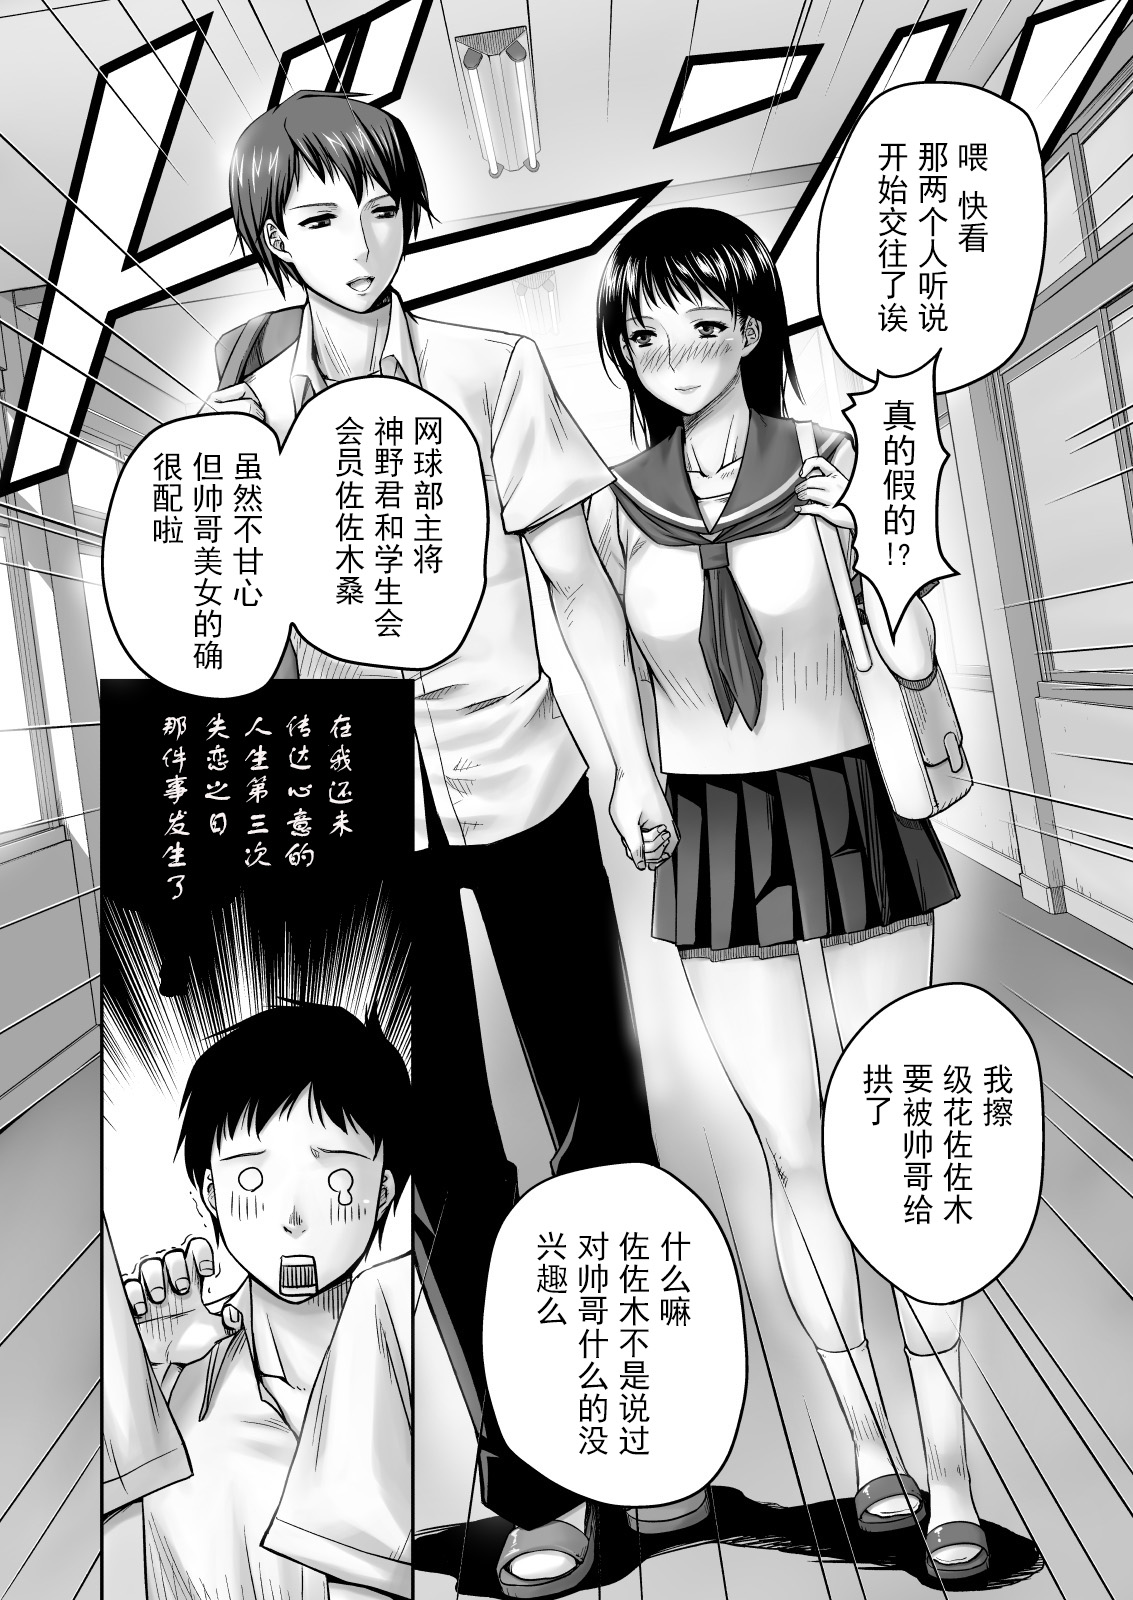 喂 快看
那两个人听说
开始交往了诶
真的假的!?
网球部主将
神野君和学生会
会员佐佐木桑
虽然不甘心
但帅哥美女的确
很配啦
在我还未
传达心意的
人生第三次
失恋之日
那件事发生了
我擦
级花佐佐木
要被帅哥给
拱了
什么嘛
佐佐木不是说过
对帅哥什么的没
兴趣么